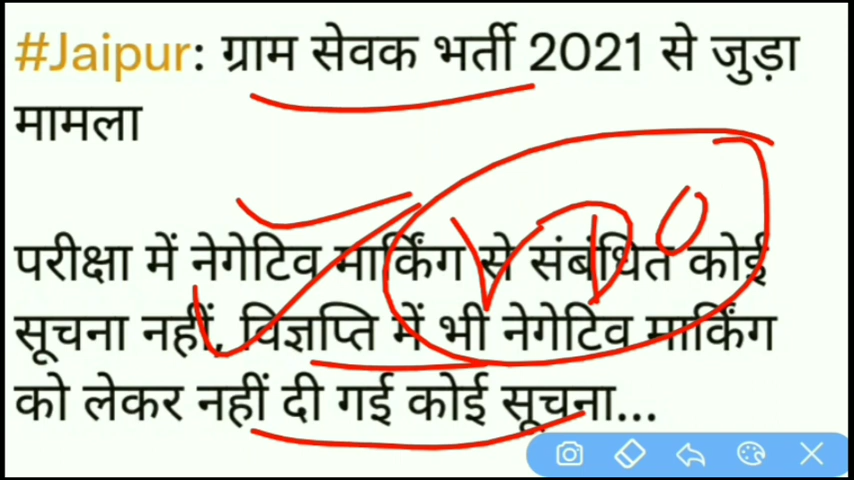 #Jaipur: ग्राम सेवक भर्ती 2021 से जुड़ा
मामला
VDO
परीक्षा में नेगेटिव मार्किंग से संबंधित कोई
सूचना नहीं, विज्ञप्ति में भी नेगेटिव मार्किंग
को लेकर नहीं दी गई कोई सूचना...